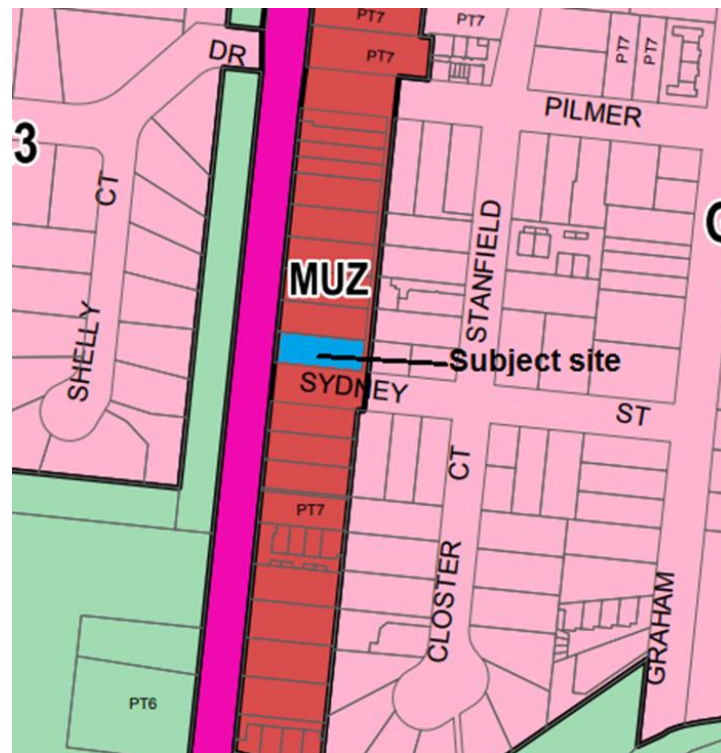 PT7
PT7
PT7
DR
PT7
PT7
PILMER
3
CT
STANFIELD
MUZ
SHELLY
Subject site
SYDNEY
ST
CT
PT7
CLOSTER
GRAHAM
PT6